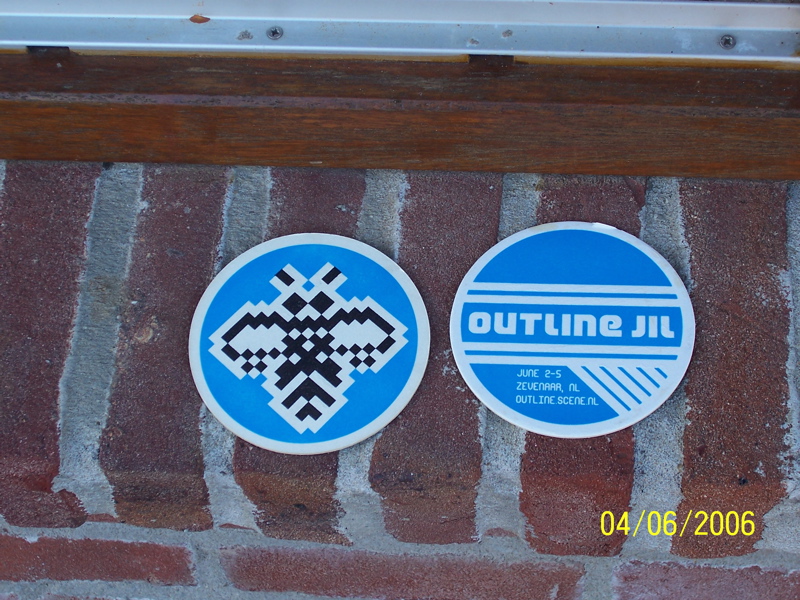 OUTLINE JIL
JUNE 2-5
ZEVENAAR, NL
OUTLINE.SCENE.NL
04/06/2006